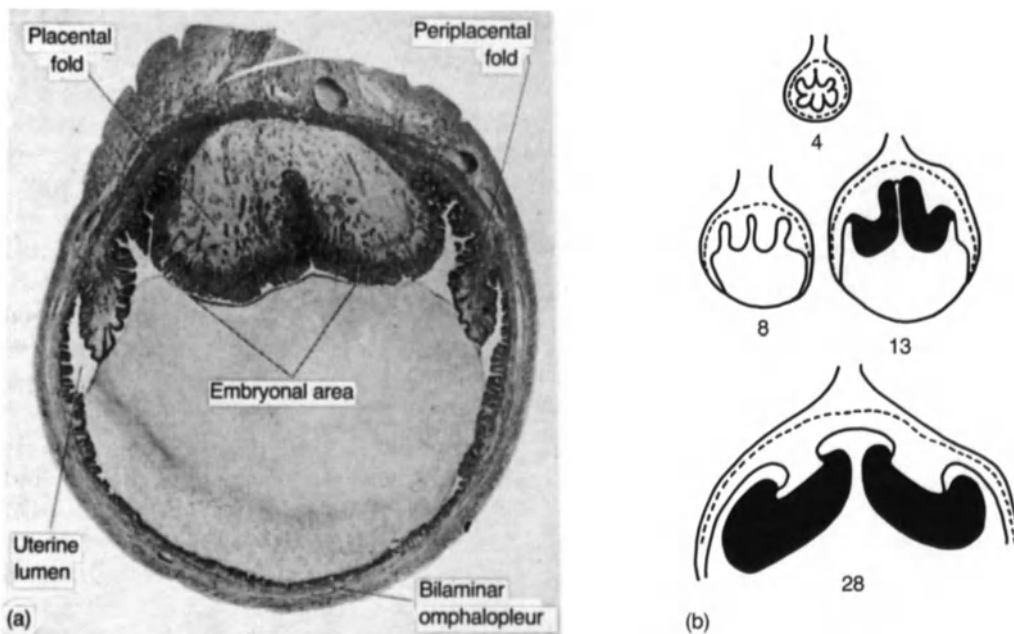 Placental
fold
Periplacental
fold
Embryonal area
Uterine
lumen
Bilaminar
omphalopleur
(a)
4
8
13
28
(b)